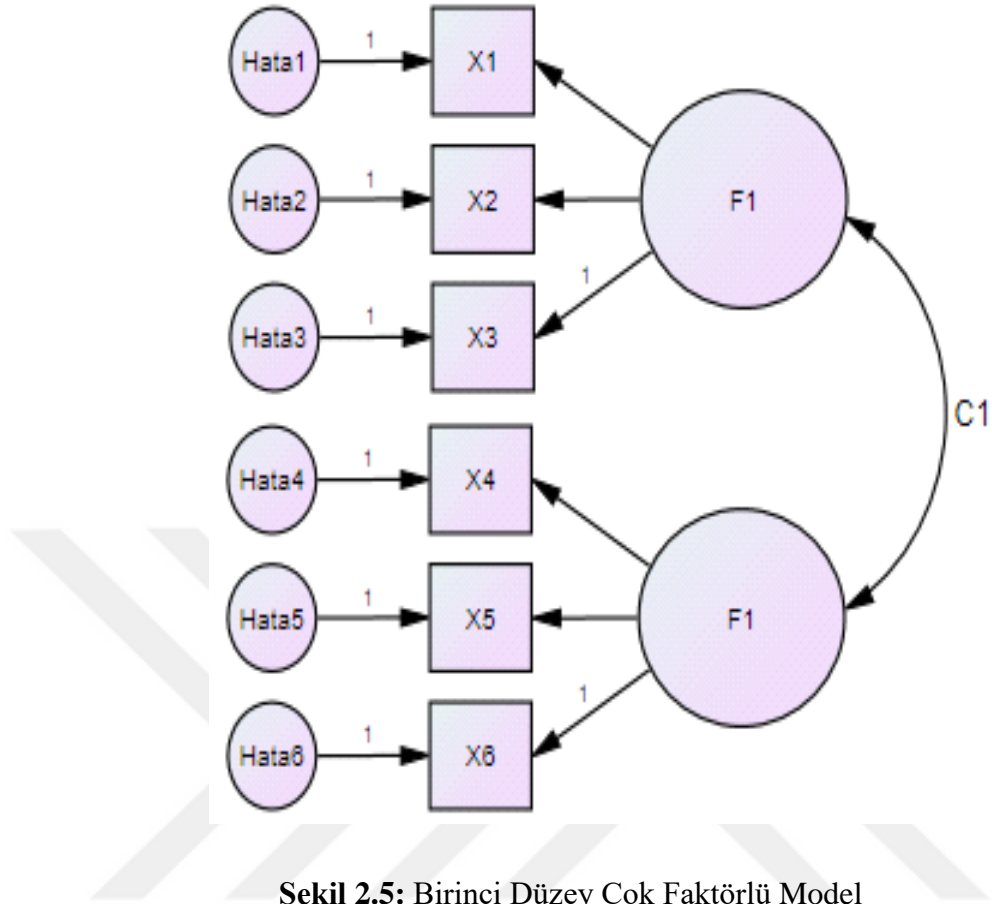 Hata1 1 X1
Hata2 1 X2
F1
Hata3 1 X3
1
C1
Hata4 1 X4
Hata5 1 X5
F1
Hata6 1 X6
1
Şekil 2.5: Birinci Düzey Çok Faktörlü Model